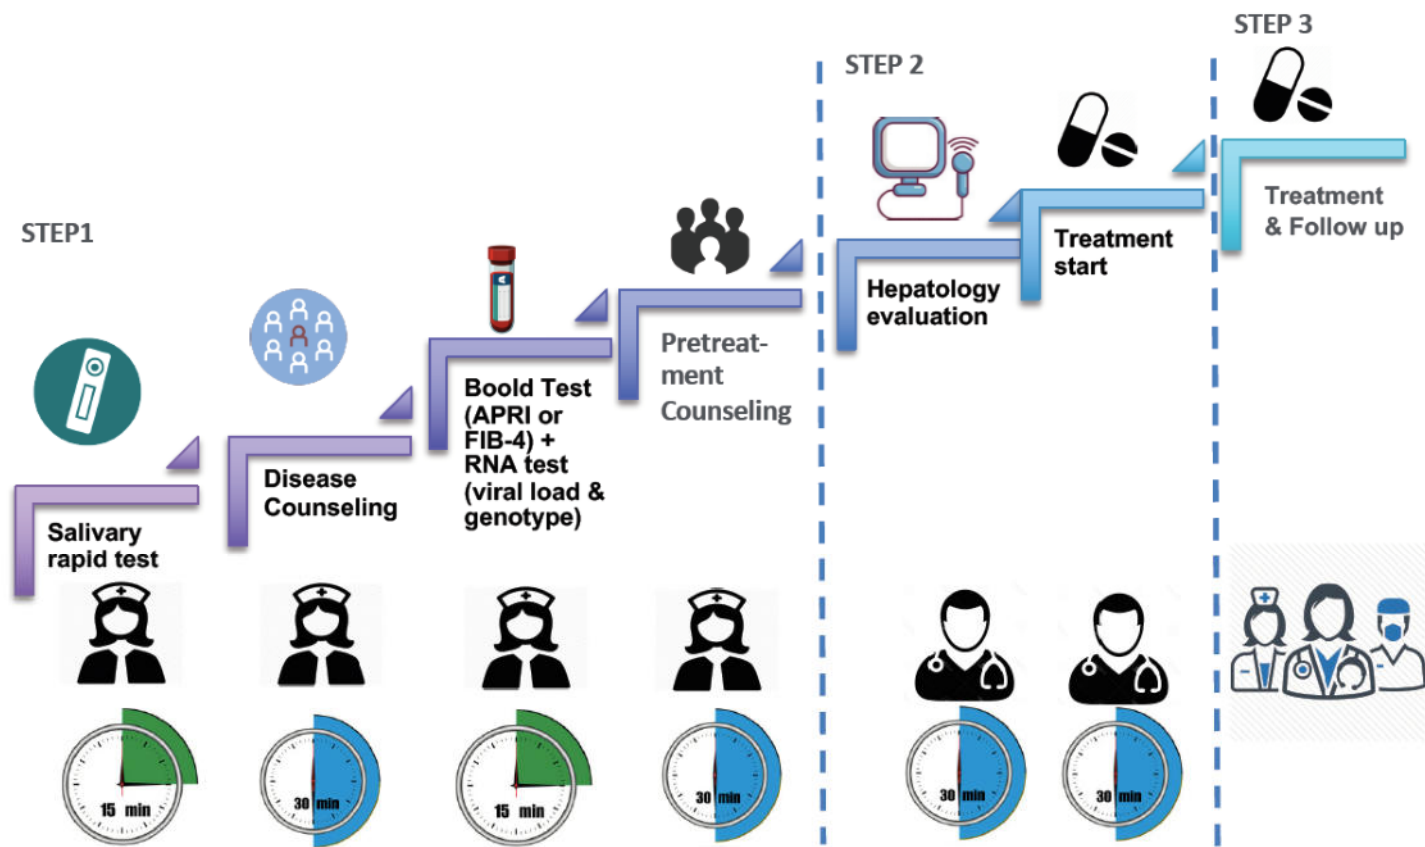 STEP 3
STEP 2
STEP1
Treatment
& Follow up
Treatment
start
Hepatology
evaluation
Pretreat-
ment
Counseling
Boold Test
(APRI or
FIB-4) +
RNA test
(viral load &
genotype)
Disease
Counseling
Salivary
rapid test
15 min
30 min
15 min
30 min
30 min
30 min